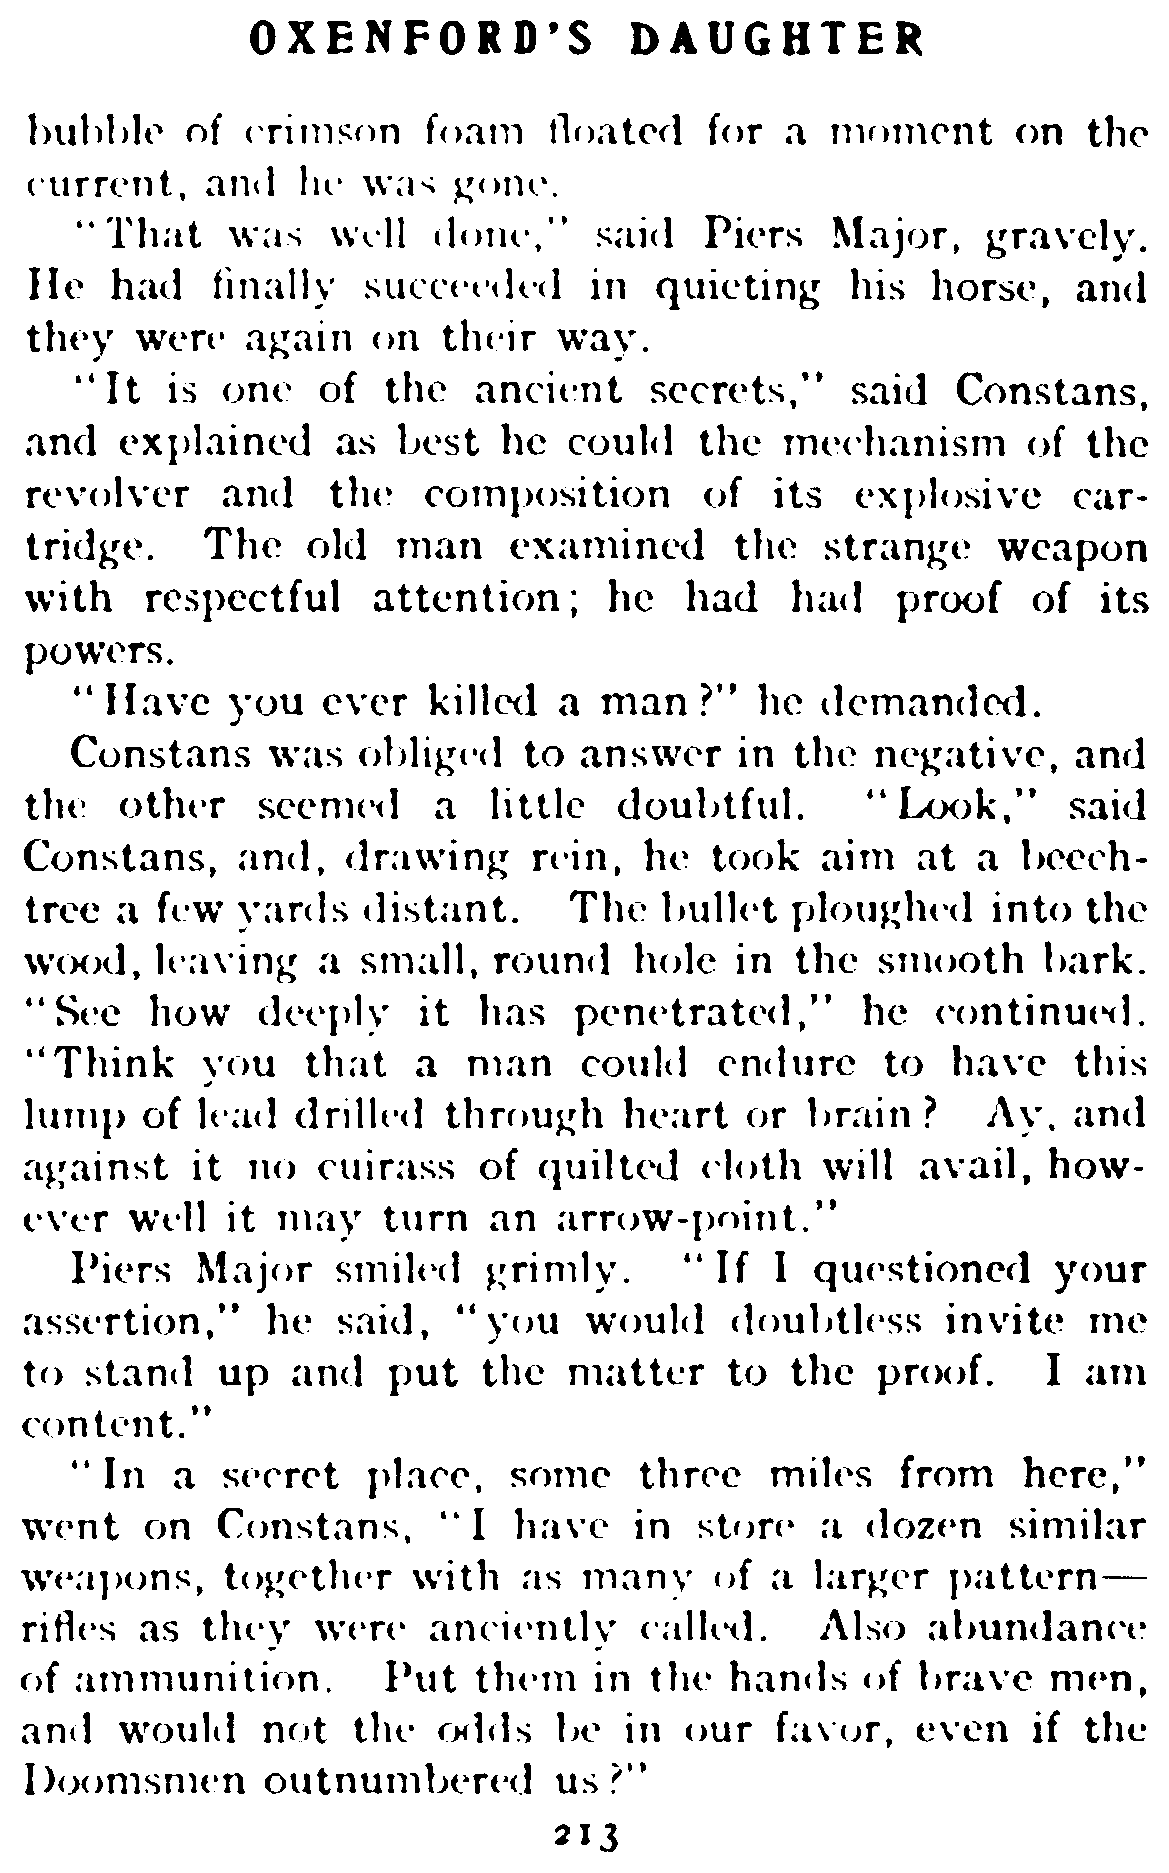 OXENFORD'S DAUGHTER
bubble of crimson foam floated for a moment on the
current, and he was gone.
"That was well done," said Piers Major, gravely.
He had finally succeeded in quieting his horse, and
they were again on their way.
"It is one of the ancient secrets," said Constans,
and explained as best he could the mechanism of the
revolver and the composition of its explosive car-
tridge. The old man examined the strange weapon
with respectful attention; he had had proof of its
powers.
"Have you ever killed a man?" he demanded.
Constans was obliged to answer in the negative, and
the other seemed a little doubtful. "Look," said
Constans, and, drawing rein, he took aim at a beech-
tree a few yards distant. The bullet ploughed into the
wood, leaving a small, round hole in the smooth bark.
"See how deeply it has penetrated," he continued.
"Think you that a man could endure to have this
lump of lead drilled through heart or brain? Ay, and
against it no cuirass of quilted cloth will avail, how-
ever well it may turn an arrow-point."
Piers Major smiled grimly. "If I questioned your
assertion," he said, "you would doubtless invite me
to stand up and put the matter to the proof. I am
content."
"In a secret place, some three miles from here,"
went on Constans, "I have in store a dozen similar
weapons, together with as many of a larger pattern—
rifles as they were anciently called. Also abundance
of ammunition. Put them in the hands of brave men,
and would not the odds be in our favor, even if the
Doomsmen outnumbered us?"
213